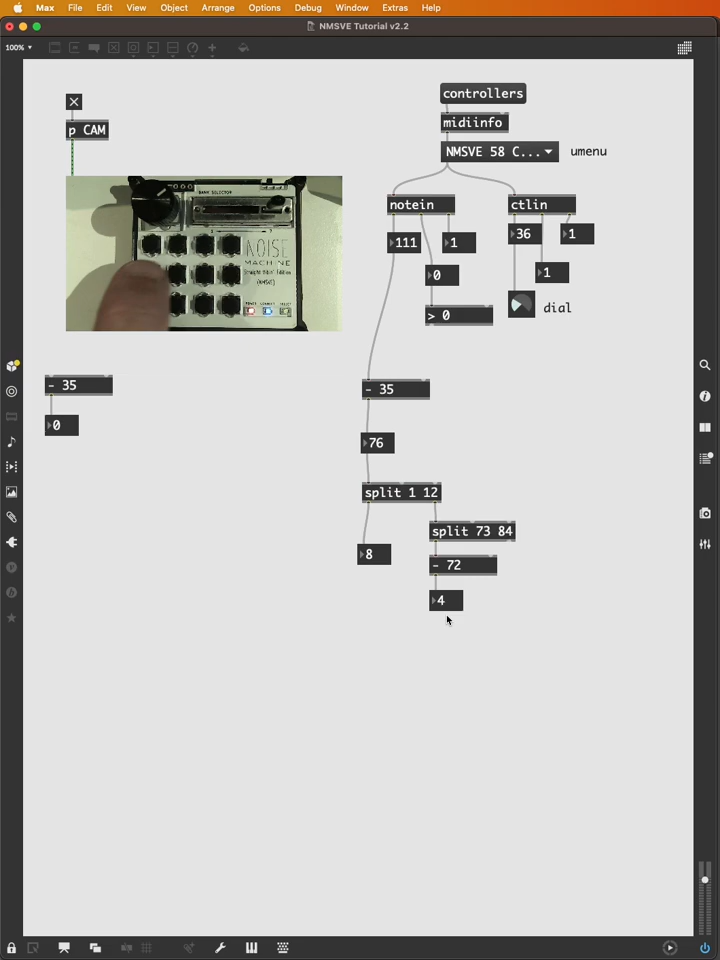 Max File Edit View Object Arrange Options Debug Window Extras Help
NMSVE Tutorial v2.2
100%
controllers
p CAM
midiinfo
NMSVE 58 C...
umenu
BANK SELECTOR
notein
ctlin
NOISE
MACHINE
111
1
36
1
0
1
> 0
dial
- 35
- 35
0
76
split 1 12
split 73 84
8
- 72
4